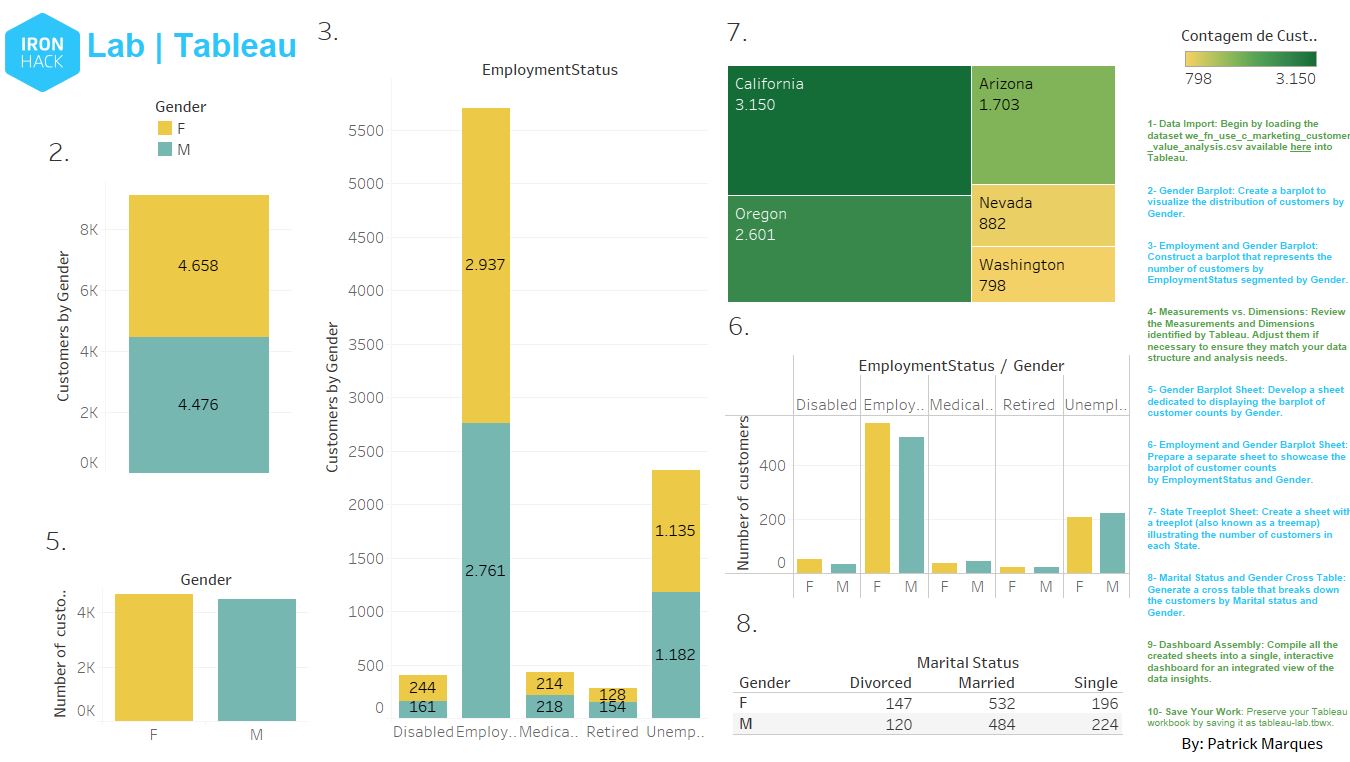 IRON
HACK
Lab | Tableau
Gender
F
M
2.
Customers by Gender
8K
6K
4K
2K
0K
4.658
4.476
5.
Gender
Number of custo..
4K
2K
0K
F
M
3.
EmploymentStatus
Customers by Gender
5500
5000
4500
4000
3500
3000
2500
2000
1500
1000
500
0
244
161
2.937
2.761
214
218
128
154
1.135
1.182
Disabled Employ.. Medica.. Retired Unemp..
7.
California
3.150
Oregon
2.601
Arizona
1.703
Nevada
882
Washington
798
6.
EmploymentStatus / Gender
Disabled Employ.. Medical.. Retired Unempl..
Number of customers
400
200
0
F M F M F M F M F M
8.
Marital Status
Gender Divorced Married Single
F 147 532 196
M 120 484 224
Contagem de Cust..
798 3.150
1- Data Import: Begin by loading the
dataset we_fn_use_c_marketing_customer
_value_analysis.csv available here into
Tableau.
2- Gender Barplot: Create a barplot to
visualize the distribution of customers by
Gender.
3- Employment and Gender Barplot:
Construct a barplot that represents the
number of customers by
EmploymentStatus segmented by Gender.
4- Measurements vs. Dimensions: Review
the Measurements and Dimensions
identified by Tableau. Adjust them if
necessary to ensure they match your data
structure and analysis needs.
5- Gender Barplot Sheet: Develop a sheet
dedicated to displaying the barplot of
customer counts by Gender.
6- Employment and Gender Barplot Sheet:
Prepare a separate sheet to showcase the
barplot of customer counts
by EmploymentStatus and Gender.
7- State Treeplot Sheet: Create a sheet with
a treeplot (also known as a treemap)
illustrating the number of customers in
each State.
8- Marital Status and Gender Cross Table:
Generate a cross table that breaks down
the customers by Marital status and
Gender.
9- Dashboard Assembly: Compile all the
created sheets into a single, interactive
dashboard for an integrated view of the
data insights.
10- Save Your Work: Preserve your Tableau
workbook by saving it as tableau-lab.tbwx.
By: Patrick Marques